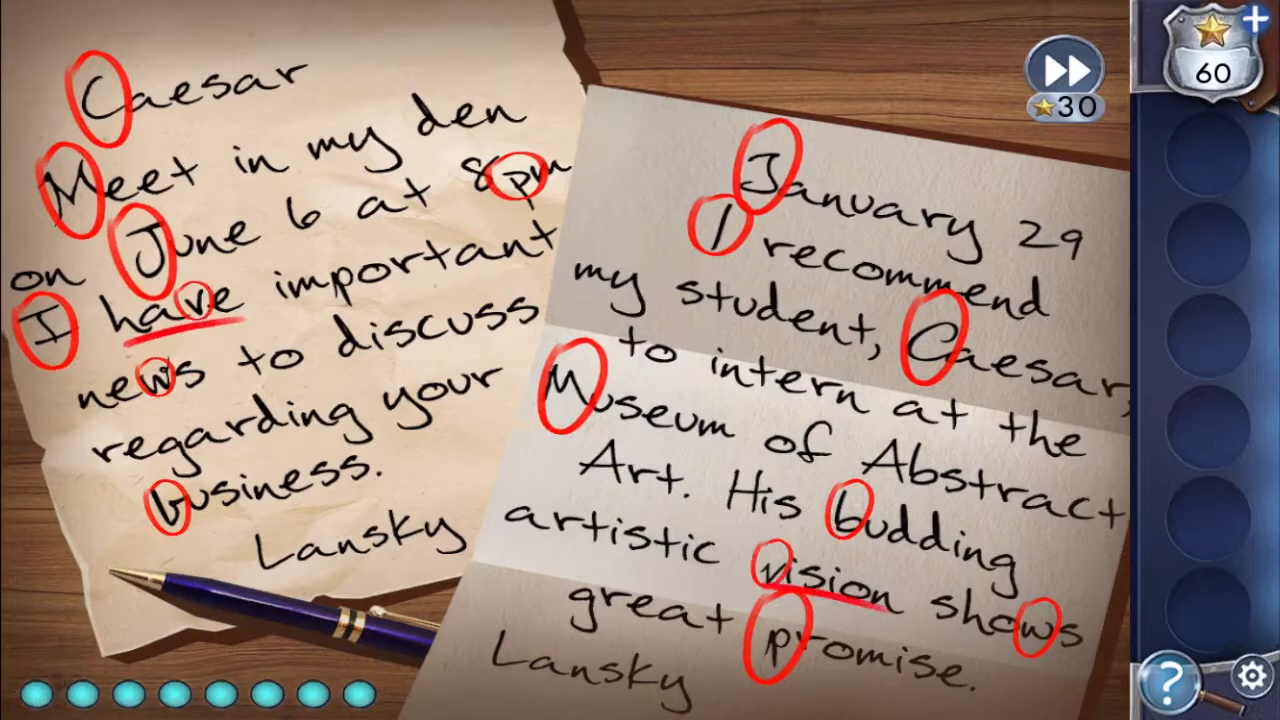 Caesar
Meet in my den
on June 6 at 8pm
I have important
news to discuss
regarding your
business.
Lansky
January 29
I recommend
my student, Caesar,
to intern at the
Museum of Abstract
Art. His budding
artistic vision shows
great promise.
Lansky
30
60
?